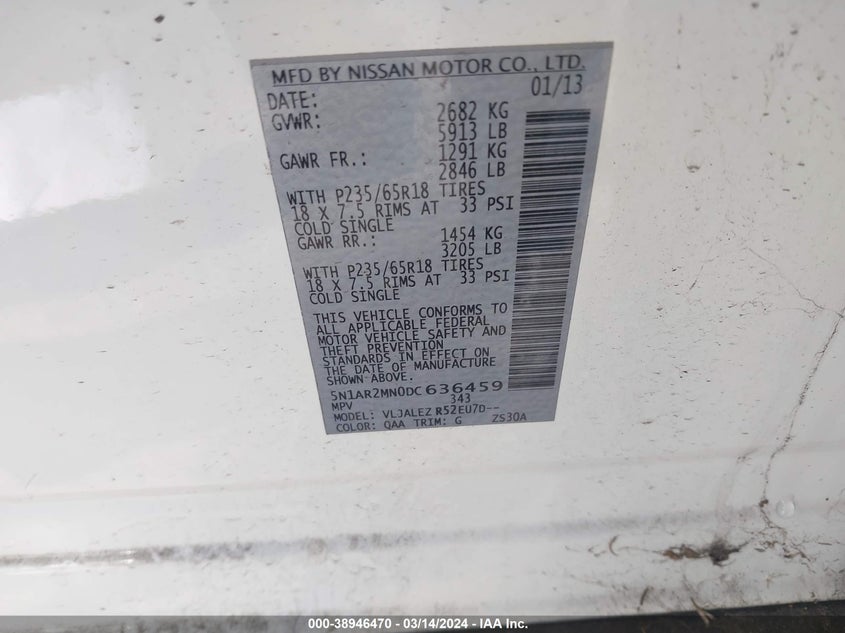 MFD BY NISSAN MOTOR CO., LTD.
DATE: 01/13
GVWR: 2682 KG
5913 LB
GAWR FR.: 1291 KG
2846 LB
WITH P235/65R18 TIRES
18 X 7.5 RIMS AT 33 PSI
COLD SINGLE
GAWR RR.: 1454 KG
3205 LB
WITH P235/65R18 TIRES
18 X 7.5 RIMS AT 33 PSI
COLD SINGLE
THIS VEHICLE CONFORMS TO
ALL APPLICABLE FEDERAL
MOTOR VEHICLE SAFETY AND
THEFT PREVENTION
STANDARDS IN EFFECT ON
THE DATE OF MANUFACTURE
SHOWN ABOVE.
5N1AR2MN0DC636459
MPV 343
MODEL: VLJALEZ R52EU7D--
COLOR: QAA TRIM: G ZS30A
000-38946470 - 03/14/2024 - IAA Inc.